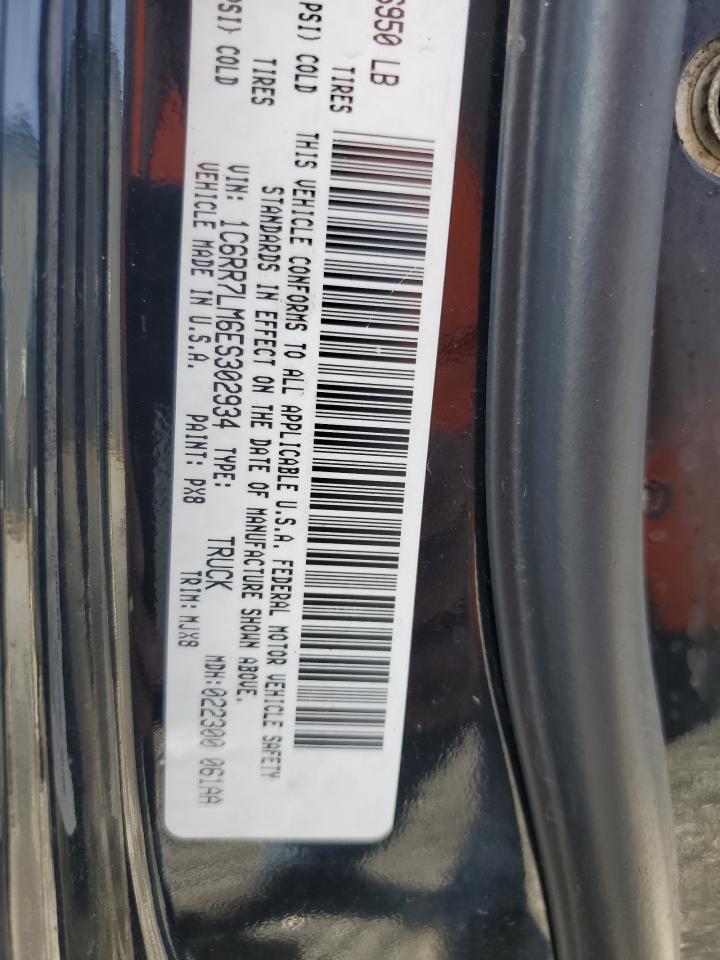 6950 LB
TIRES
PSI) COLD
TIRES
PSI) COLD
THIS VEHICLE CONFORMS TO ALL APPLICABLE U.S.A. FEDERAL MOTOR VEHICLE SAFETY
STANDARDS IN EFFECT ON THE DATE OF MANUFACTURE SHOWN ABOVE.
VIN: 1C6RR7LM6ES302934 TYPE: TRUCK MDH:022300 061AA
VEHICLE MADE IN U.S.A. PAINT: PX8 TRIM: MJX8